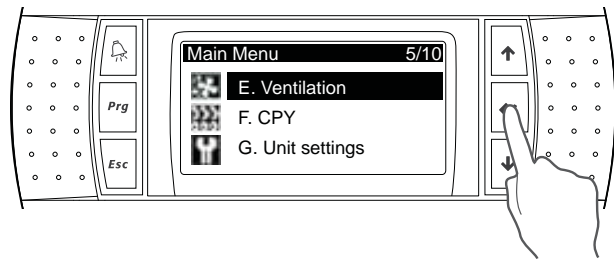 Main Menu 5/10
E. Ventilation
Prg
F. CPY
G. Unit settings
Esc